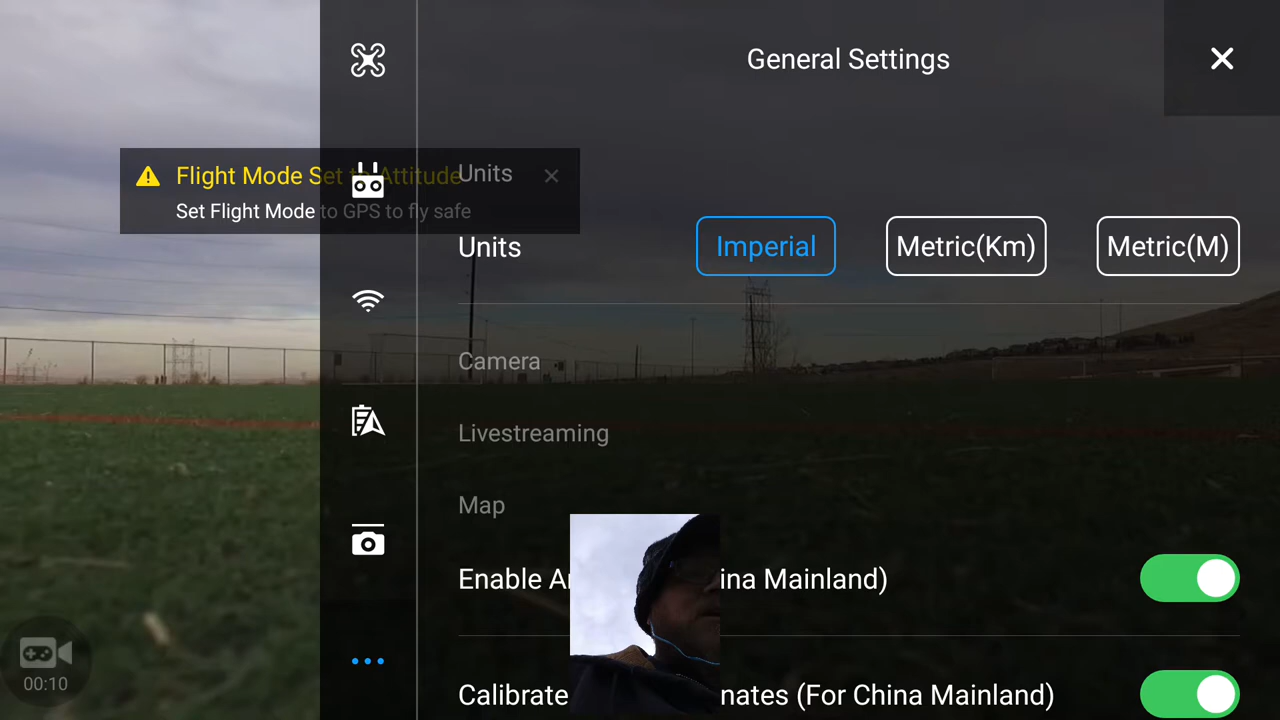 General Settings
Flight Mode Set to Attitude
Set Flight Mode to GPS to fly safe
Units
Units
Imperial
Metric(Km)
Metric(M)
Camera
Livestreaming
Map
Enable ina Mainland)
Calibrate nates (For China Mainland)
00:10